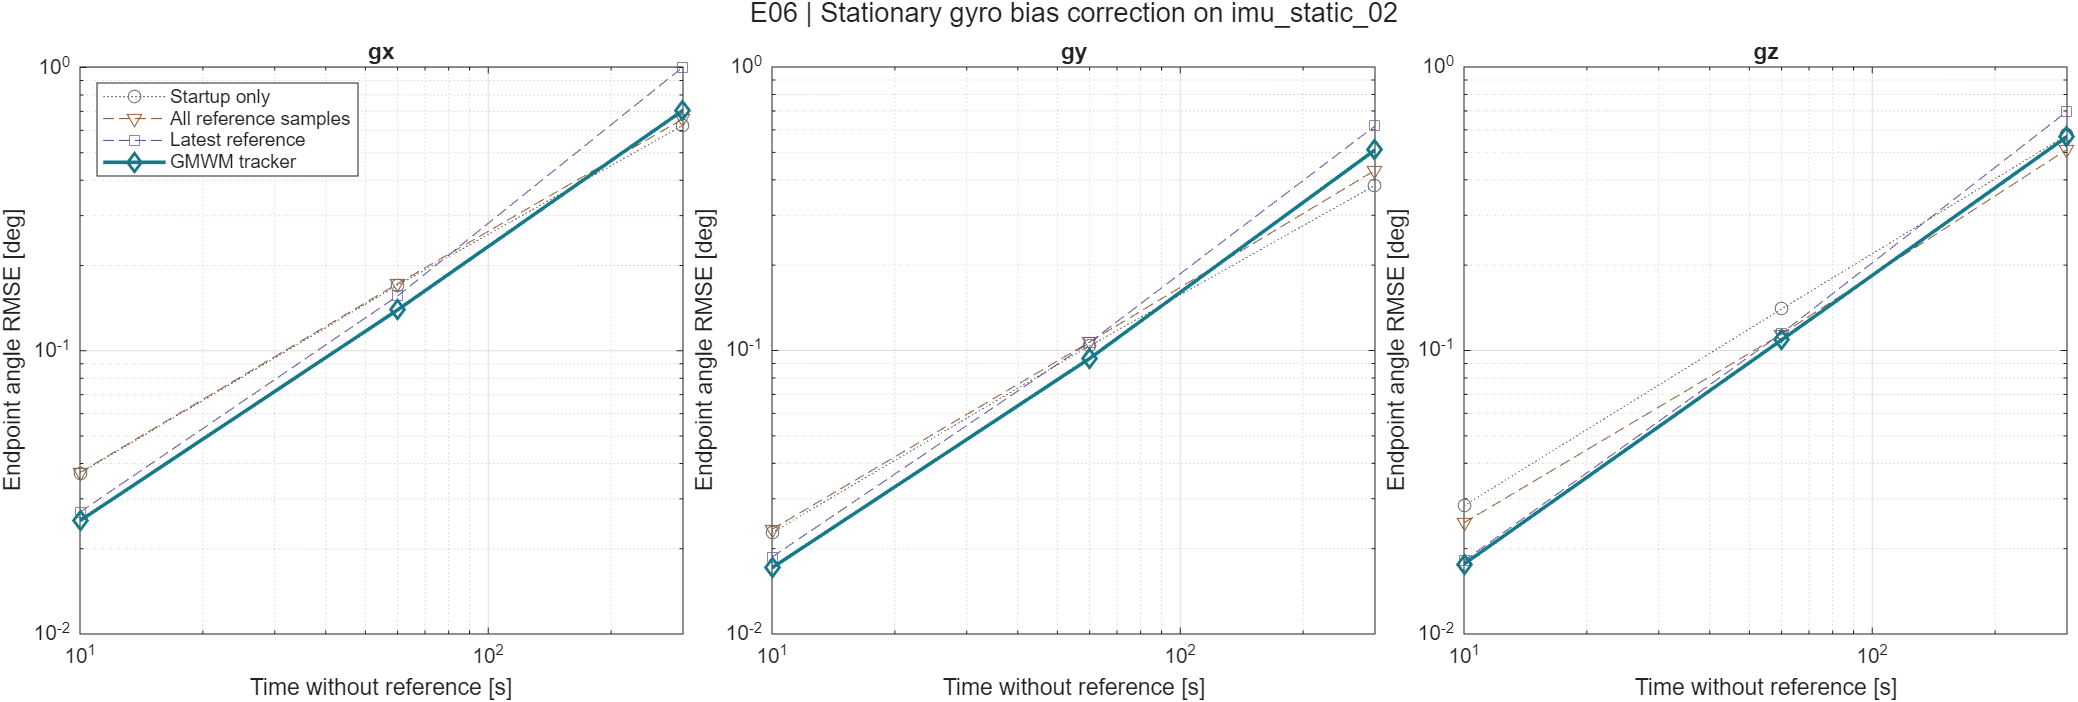 E06 | Stationary gyro bias correction on imu_static_02
gx
10^0
10^-1
10^-2
10^1
10^2
Endpoint angle RMSE [deg]
Time without reference [s]
Startup only
All reference samples
Latest reference
GMWM tracker
gy
10^0
10^-1
10^-2
10^1
10^2
Endpoint angle RMSE [deg]
Time without reference [s]
gz
10^0
10^-1
10^-2
10^1
10^2
Endpoint angle RMSE [deg]
Time without reference [s]